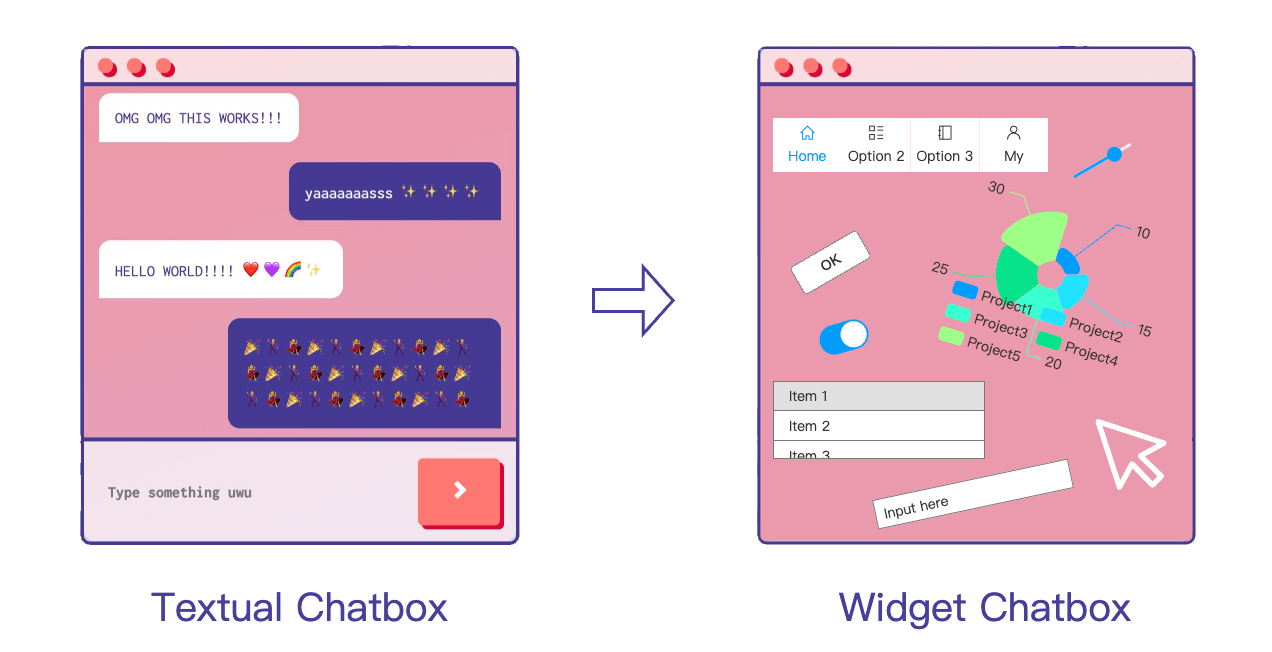 OMG OMG THIS WORKS!!!
yaaaaaaasss ✨ ✨ ✨ ✨
HELLO WORLD!!!! ❤️ 💜 🌈 ✨
Type something uwu
Textual Chatbox
Home
Option 2
Option 3
My
30
10
25
15
20
Project1
Project2
Project3
Project4
Project5
OK
Item 1
Item 2
Item 3
Input here
Widget Chatbox